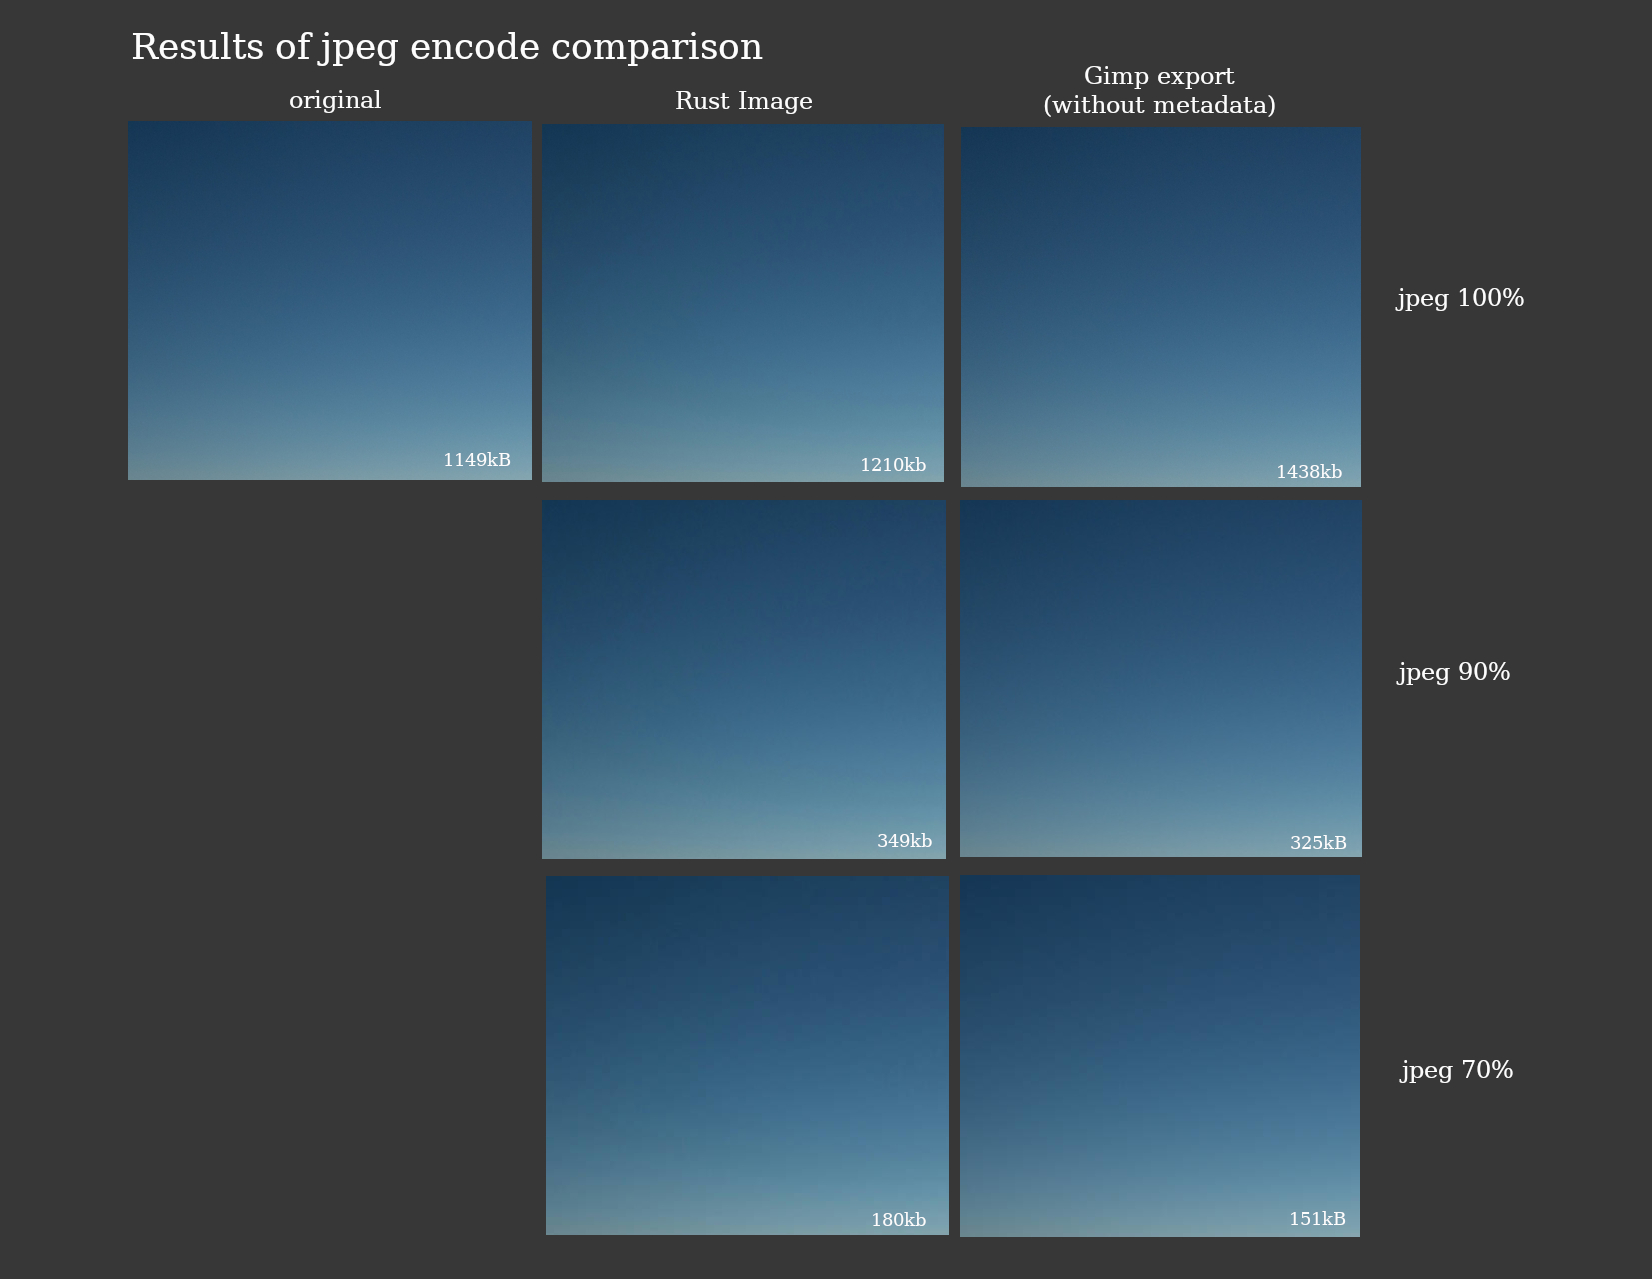 Results of jpeg encode comparison
original
Rust Image
Gimp export
(without metadata)
1149kB
1210kb
1438kb
jpeg 100%
349kb
325kB
jpeg 90%
180kb
151kB
jpeg 70%